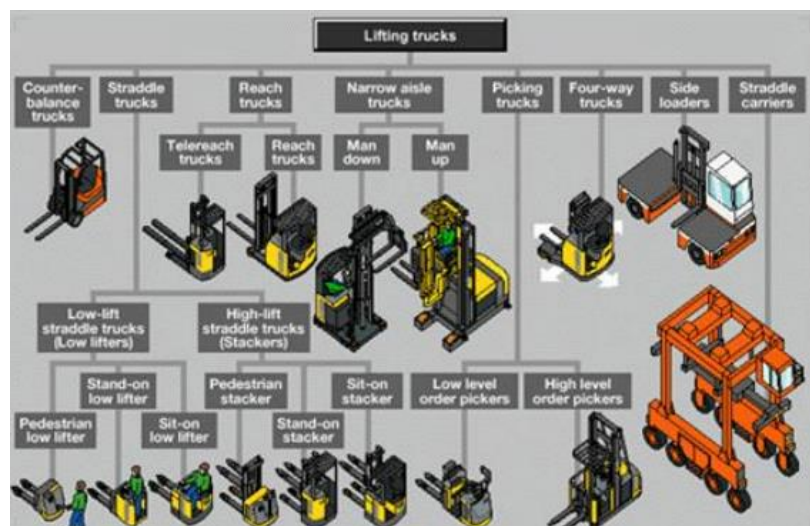 Lifting trucks
Counter-
balance
trucks
Straddle
trucks
Reach
trucks
Narrow aisle
trucks
Picking
trucks
Four-way
trucks
Side
loaders
Straddle
carriers
Telereach
trucks
Reach
trucks
Man
down
Man
up
Low-lift
straddle trucks
(Low lifters)
High-lift
straddle trucks
(Stackers)
Stand-on
low lifter
Pedestrian
stacker
Sit-on
stacker
Low level
order pickers
High level
order pickers
Pedestrian
low lifter
Sit-on
low lifter
Stand-on
stacker